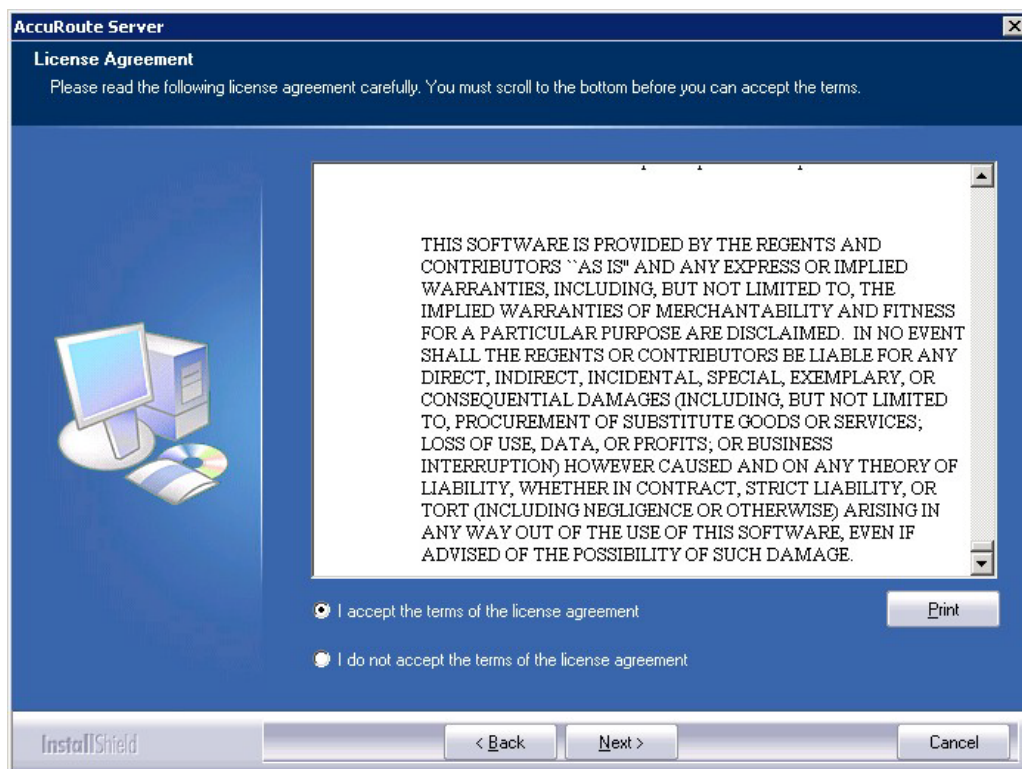 AccuRoute Server
License Agreement
Please read the following license agreement carefully. You must scroll to the bottom before you can accept the terms.
THIS SOFTWARE IS PROVIDED BY THE REGENTS AND
CONTRIBUTORS ``AS IS'' AND ANY EXPRESS OR IMPLIED
WARRANTIES, INCLUDING, BUT NOT LIMITED TO, THE
IMPLIED WARRANTIES OF MERCHANTABILITY AND FITNESS
FOR A PARTICULAR PURPOSE ARE DISCLAIMED.  IN NO EVENT
SHALL THE REGENTS OR CONTRIBUTORS BE LIABLE FOR ANY
DIRECT, INDIRECT, INCIDENTAL, SPECIAL, EXEMPLARY, OR
CONSEQUENTIAL DAMAGES (INCLUDING, BUT NOT LIMITED
TO, PROCUREMENT OF SUBSTITUTE GOODS OR SERVICES;
LOSS OF USE, DATA, OR PROFITS; OR BUSINESS
INTERRUPTION) HOWEVER CAUSED AND ON ANY THEORY OF
LIABILITY, WHETHER IN CONTRACT, STRICT LIABILITY, OR
TORT (INCLUDING NEGLIGENCE OR OTHERWISE) ARISING IN
ANY WAY OUT OF THE USE OF THIS SOFTWARE, EVEN IF
ADVISED OF THE POSSIBILITY OF SUCH DAMAGE.
I accept the terms of the license agreement
Print
I do not accept the terms of the license agreement
InstallShield
< Back
Next >
Cancel